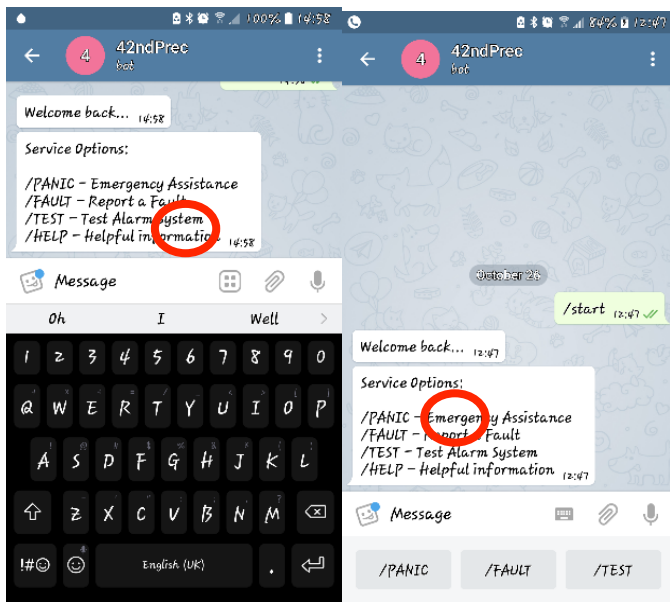 100% 14:58
4 42ndPrec
bot
Welcome back... 14:58
Service Options:
/PANIC - Emergency Assistance
/FAULT - Report a Fault
/TEST - Test Alarm System
/HELP - Helpful information 14:58
Message
Oh I Well
1 2 3 4 5 6 7 8 9 0
Q W E R T Y U I O P
A S D F G H J K L
Z X C V B N M
!#☺ English (UK) .
84% 12:47
4 42ndPrec
bot
October 26
/start 12:47
Welcome back... 12:47
Service Options:
/PANIC - Emergency Assistance
/FAULT - Report a Fault
/TEST - Test Alarm System
/HELP - Helpful information 12:47
Message
/PANIC /FAULT /TEST